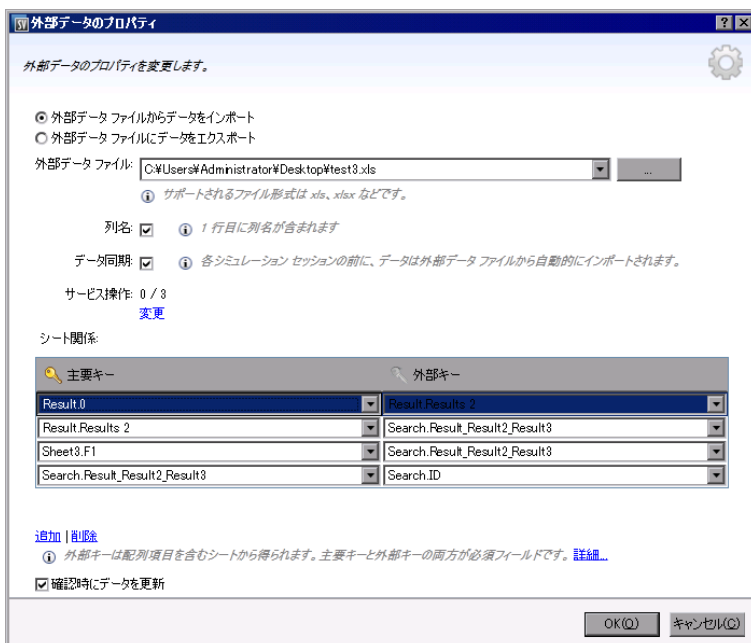 SV 外部データのプロパティ
外部データのプロパティを変更します。
外部データ ファイルからデータをインポート
外部データ ファイルにデータをエクスポート
外部データ ファイル: C:¥Users¥Administrator¥Desktop¥test3.xls ...
サポートされるファイル形式は xls、xlsx などです。
列名: 1 行目に列名が含まれます
データ同期: 各シミュレーション セッションの前に、データは外部データ ファイルから自動的にインポートされます。
サービス操作: 0 / 3
変更
シート関係:
主要キー 外部キー
Result.0 Result.Results 2
Result.Results 2 Search.Result_Result2_Result3
Sheet3.F1 Search.Result_Result2_Result3
Search.Result_Result2_Result3 Search.ID
追加 | 削除
外部キーは配列項目を含むシートから得られます。主要キーと外部キーの両方が必須フィールドです。 詳細...
確認時にデータを更新
OK(O) キャンセル(C)